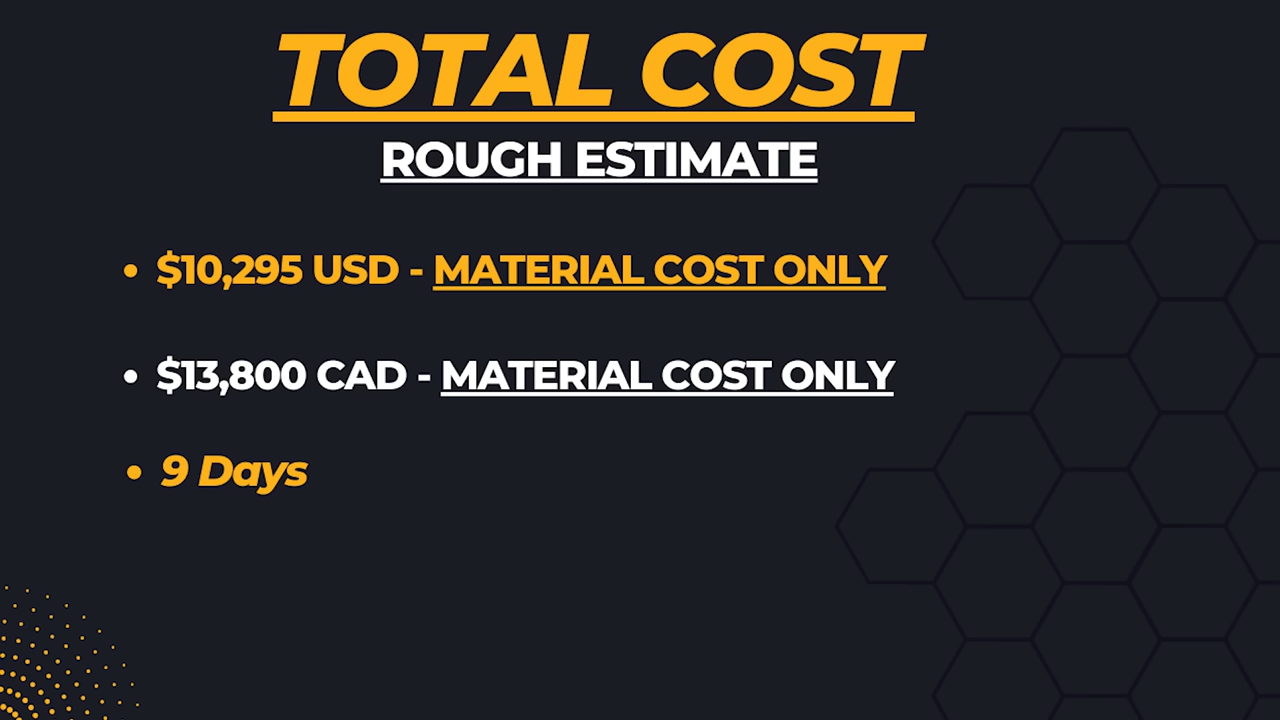 TOTAL COST
ROUGH ESTIMATE
• $10,295 USD - MATERIAL COST ONLY
• $13,800 CAD - MATERIAL COST ONLY
• 9 Days